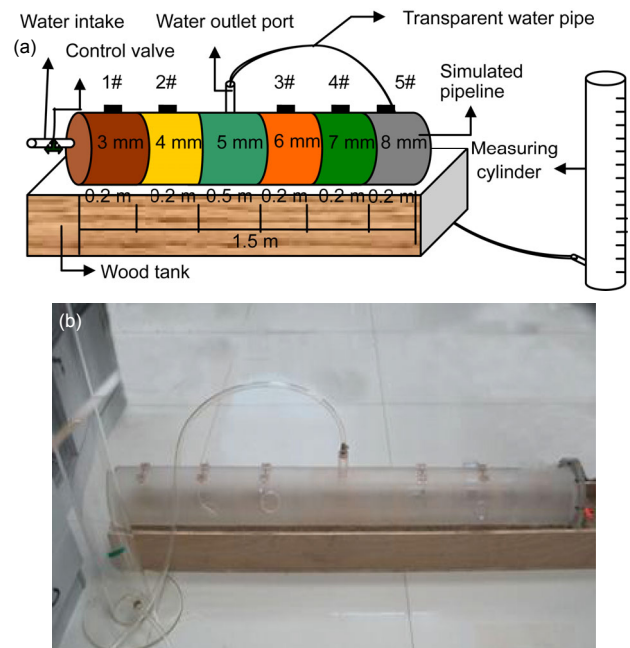 Water intake
Water outlet port
Transparent water pipe
(a)
Control valve
1#
2#
3#
4#
5#
Simulated
pipeline
3 mm
4 mm
5 mm
6 mm
7 mm
8 mm
Measuring
cylinder
0.2 m
0.2 m
0.5 m
0.2 m
0.2 m
0.2 m
1.5 m
Wood tank
(b)